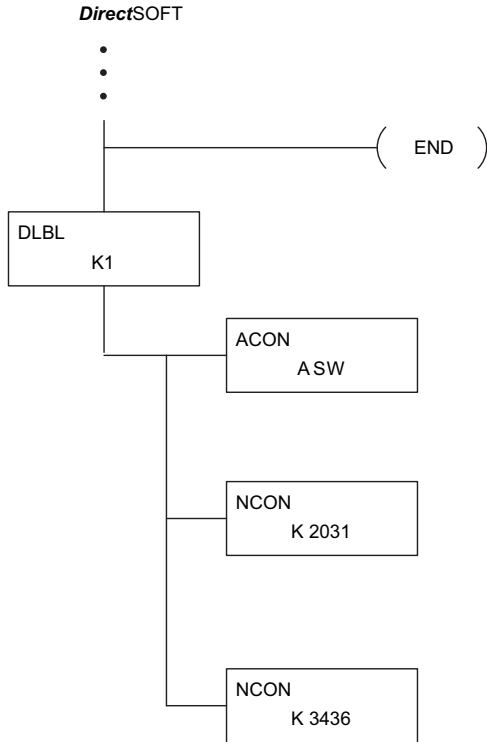 DirectSOFT
END
DLBL
K1
ACON
A SW
NCON
K 2031
NCON
K 3436